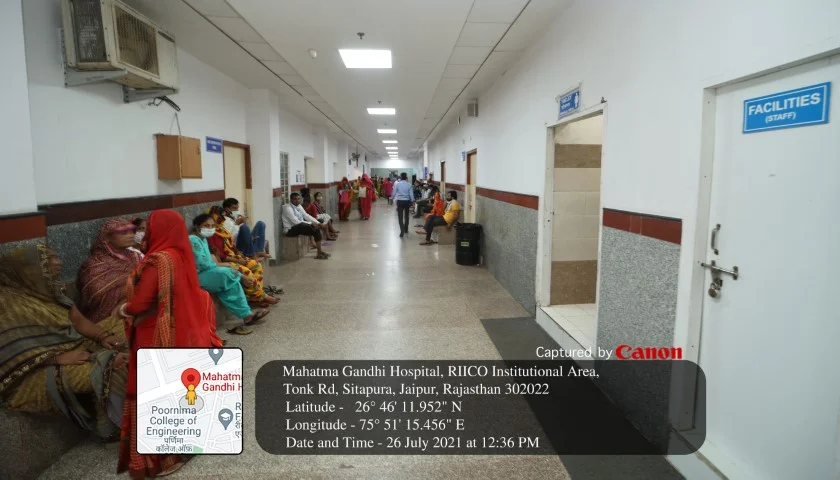 FACILITIES
(STAFF)
TOILET
Captured by Canon
Mahatma Gandhi Hospital, RIICO Institutional Area,
Tonk Rd, Sitapura, Jaipur, Rajasthan 302022
Latitude - 26° 46' 11.952" N
Longitude - 75° 51' 15.456" E
Date and Time - 26 July 2021 at 12:36 PM
Mahatma
Gandhi H
Poornima
College of
Engineering
पूर्णिमा
कॉलेज ऑफ़